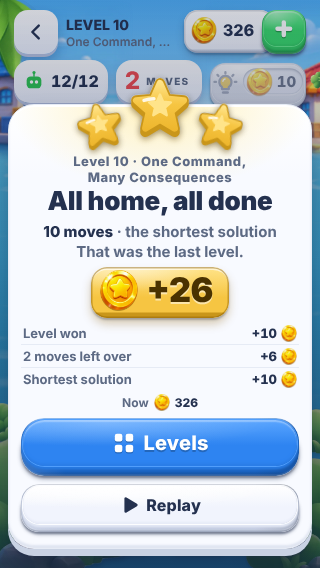 LEVEL 10
One Command, ...
326
12/12
2 MOVES
10
Level 10 · One Command,
Many Consequences
All home, all done
10 moves · the shortest solution
That was the last level.
+26
Level won +10
2 moves left over +6
Shortest solution +10
Now 326
Levels
Replay